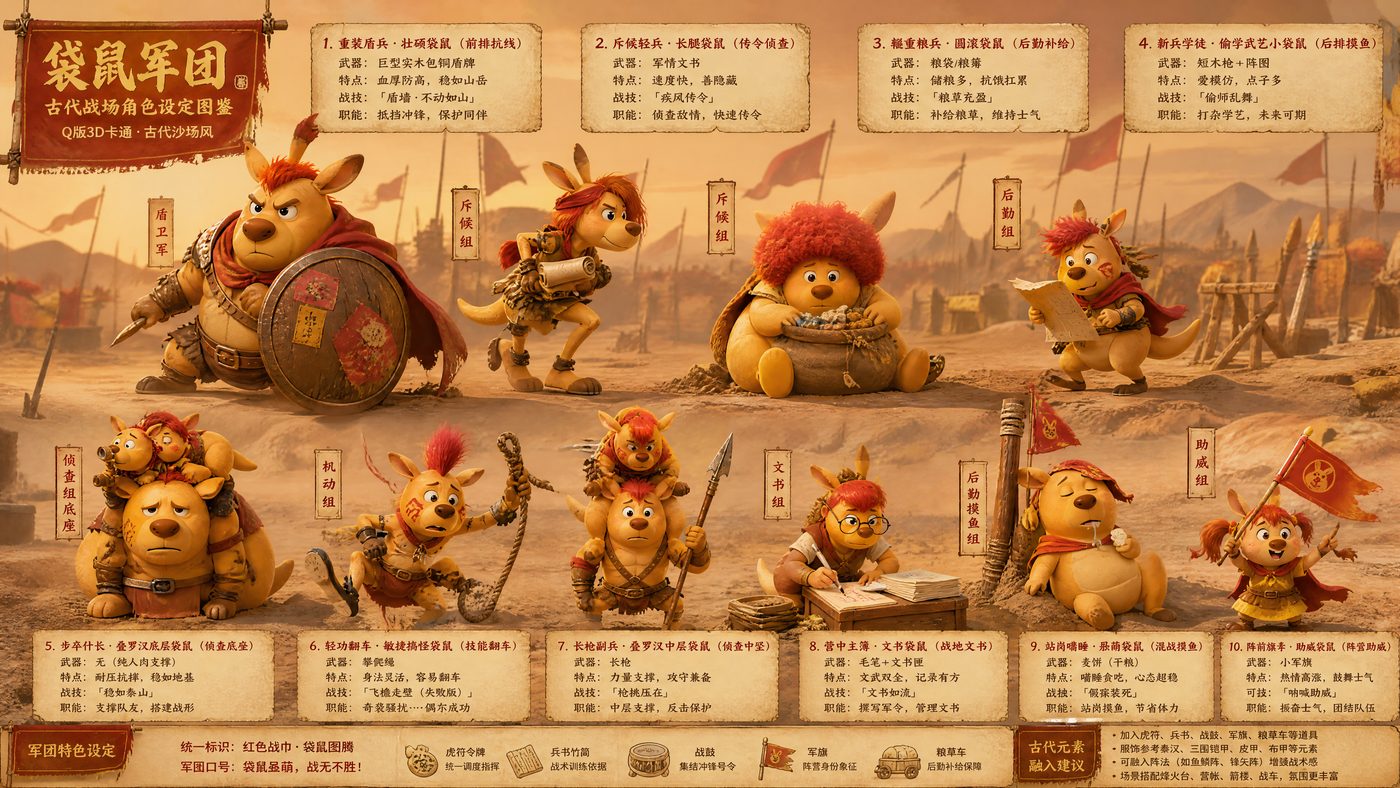 袋鼠军团
古代战场角色设定图鉴
Q版3D卡通·古代沙场风
1. 重装盾兵·壮硕袋鼠（前排抗线）
武器： 巨型实木包铜盾牌
特点： 血厚防高，稳如山岳
战技：「盾墙·不动如山」
职能： 抵挡冲锋，保护同伴
2. 斥候轻兵·长腿袋鼠（传令侦查）
武器： 军情文书
特点： 速度快，善隐藏
战技：「疾风传令」
职能： 侦查敌情，快速传令
3. 辎重粮兵·圆滚袋鼠（后勤补给）
武器： 粮袋/粮簿
特点： 储粮多，抗饿扛累
战技：「粮草充盈」
职能： 补给粮草，维持士气
4. 新兵学徒·偷学武艺小袋鼠（后排摸鱼）
武器： 短木枪＋阵图
特点： 爱模仿，点子多
战技：「偷师乱舞」
职能： 打杂学艺，未来可期
盾卫军
斥候组
斥候组
后勤组
侦查组底座
机动组
文书组
后勤摸鱼组
助威组
5. 步卒什长·叠罗汉底层袋鼠（侦查底座）
武器： 无（纯人肉支撑）
特点： 耐压抗摔，稳如地基
战技：「稳如泰山」
职能： 支撑队友，搭建战形
6. 轻功翻车·敏捷搞怪袋鼠（技能翻车）
武器： 攀爬绳
特点： 身法灵活，容易翻车
战技：「飞檐走壁（失败版）」
职能： 奇袭骚扰····偶尔成功
7. 长枪副兵·叠罗汉中层袋鼠（侦查中坚）
武器： 长枪
特点： 力量支撑，攻守兼备
战技：「枪挑压在」
职能： 中层支撑，反击保护
8. 营中主簿·文书袋鼠（战地文书）
武器： 毛笔+文书匣
特点： 文武双全，记录有方
战技：「文书如流」
职能： 撰写军令，管理文书
9. 站岗嗜睡·悬萌袋鼠（混战摸鱼）
武器： 麦饼（干粮）
特点： 嗜睡贪吃，心态超稳
战技：「假寐装死」
职能： 站岗摸鱼，节省体力
10. 阵前旗手·助威袋鼠（阵营助威）
武器： 小军旗
特点： 热情高涨，鼓舞士气
可技：「呐喊助威」
职能： 振奋士气，团结队伍
军团特色设定
统一标识： 红色战巾·袋鼠图腾
军团口号： 袋鼠虽萌，战无不胜！
虎符令牌
统一调度指挥
兵书竹简
战术训练依据
战鼓
集结冲锋号令
军旗
阵营身份象征
粮草车
后勤补给保障
古代元素
融入建议
• 加入虎符、兵书、战鼓、军旗、粮草车等道具
• 服饰参考秦汉、三国铠甲、皮甲、布甲等元素
• 可融入阵法（如鱼鳞阵、锋矢阵）增强战术感
• 场景搭配烽火台、营帐、箭楼、战车，氛围更丰富